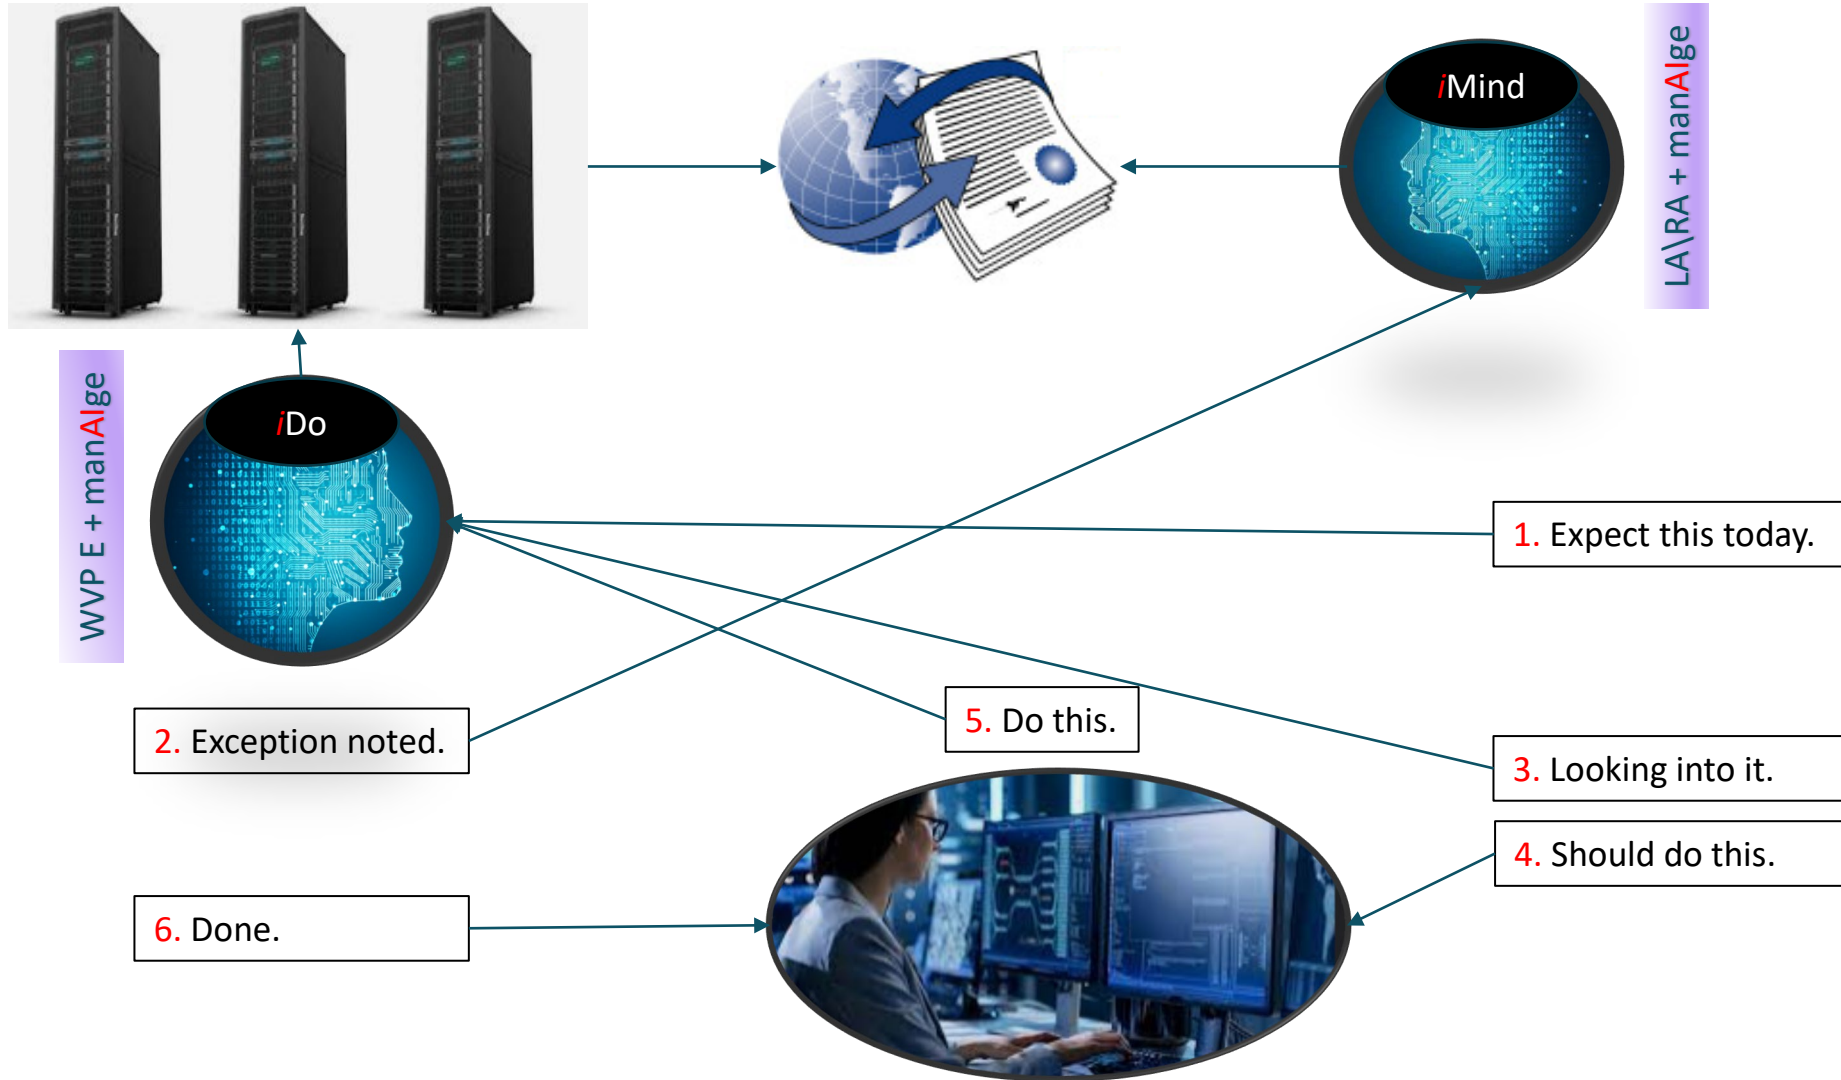 iMind
LA\RA + manAIge
WVP E + manAIge
iDo
1. Expect this today.
2. Exception noted.
5. Do this.
3. Looking into it.
4. Should do this.
6. Done.